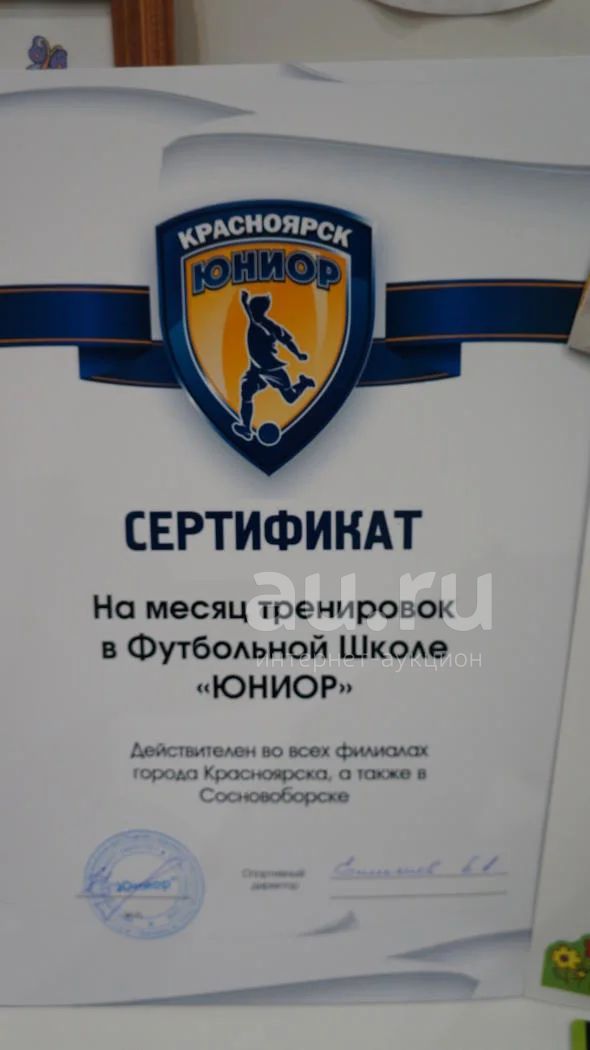 КРАСНОЯРСК
ЮНИОР
СЕРТИФИКАТ
au.ru
интернет аукцион
На месяц тренировок
в Футбольной Школе
«ЮНИОР»
Действителен во всех филиалах
города Красноярска, а также в
Сосновоборске
"Юниор"
Спортивный
директор